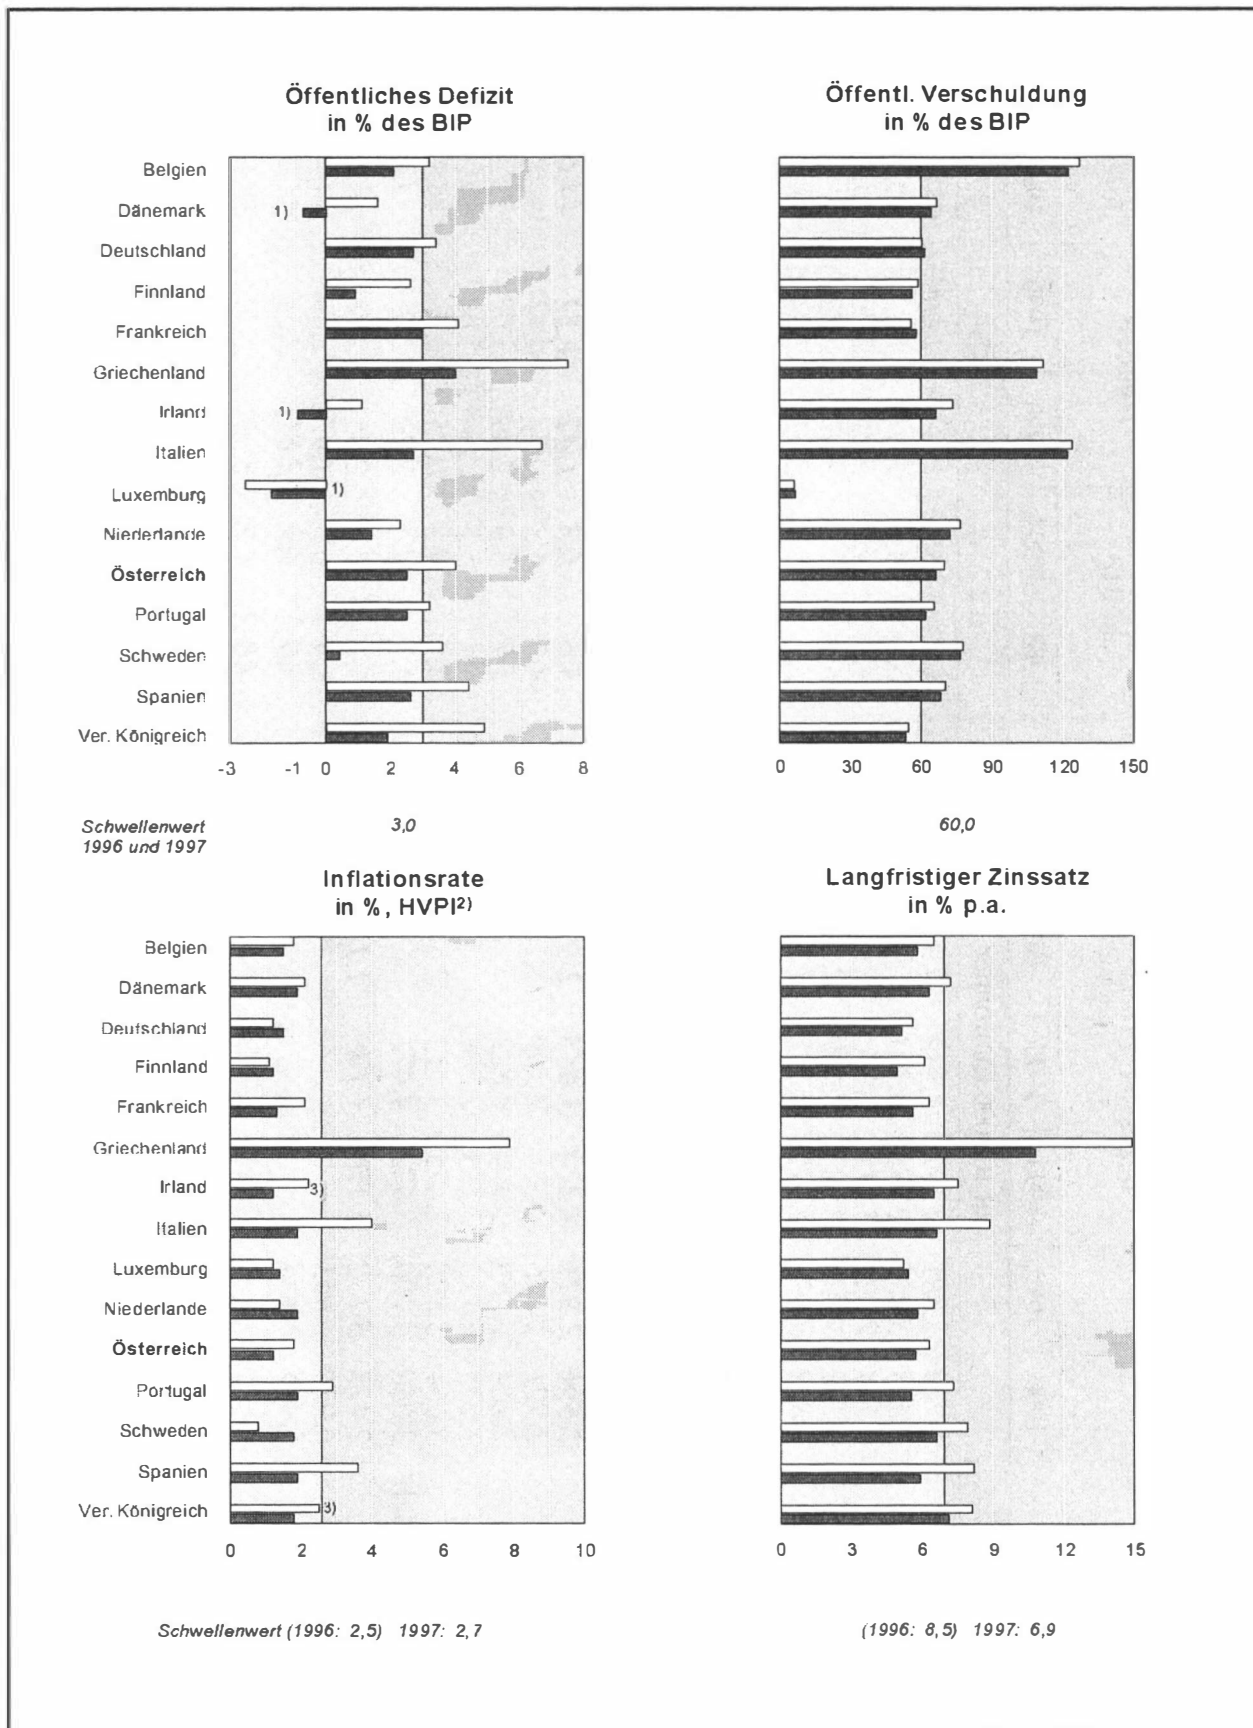 Öffentliches Defizit
in % des BIP
Öffentl. Verschuldung
in % des BIP
Belgien
Dänemark
1)
Deutschland
Finnland
Frankreich
Griechenland
Irland
1)
Italien
Luxemburg
1)
Niederlande
Österreich
Portugal
Schweden
Spanien
Ver. Königreich
-3 -1 0 2 4 6 8
0 30 60 90 120 150
Schwellenwert
1996 und 1997
3,0
60,0
Inflationsrate
in %, HVPI2)
Langfristiger Zinssatz
in % p.a.
Belgien
Dänemark
Deutschland
Finnland
Frankreich
Griechenland
Irland
3)
Italien
Luxemburg
Niederlande
Österreich
Portugal
Schweden
Spanien
Ver. Königreich
3)
0 2 4 6 8 10
0 3 6 9 12 15
Schwellenwert (1996: 2,5) 1997: 2,7
(1996: 8,5) 1997: 6,9